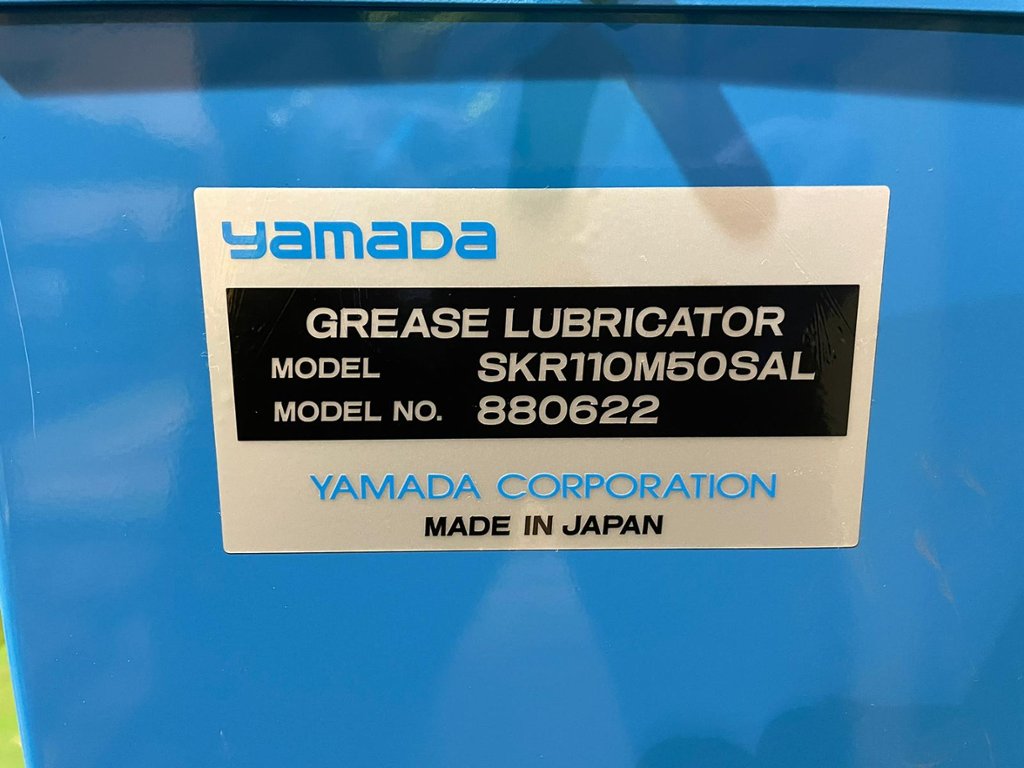 yamada
GREASE LUBRICATOR
MODEL SKR110M50SAL
MODEL NO. 880622
YAMADA CORPORATION
MADE IN JAPAN